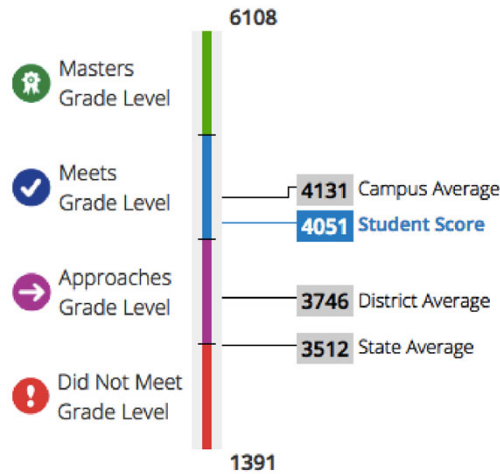 6108
Masters
Grade Level
Meets
Grade Level
4131 Campus Average
4051 Student Score
Approaches
Grade Level
3746 District Average
3512 State Average
Did Not Meet
Grade Level
1391